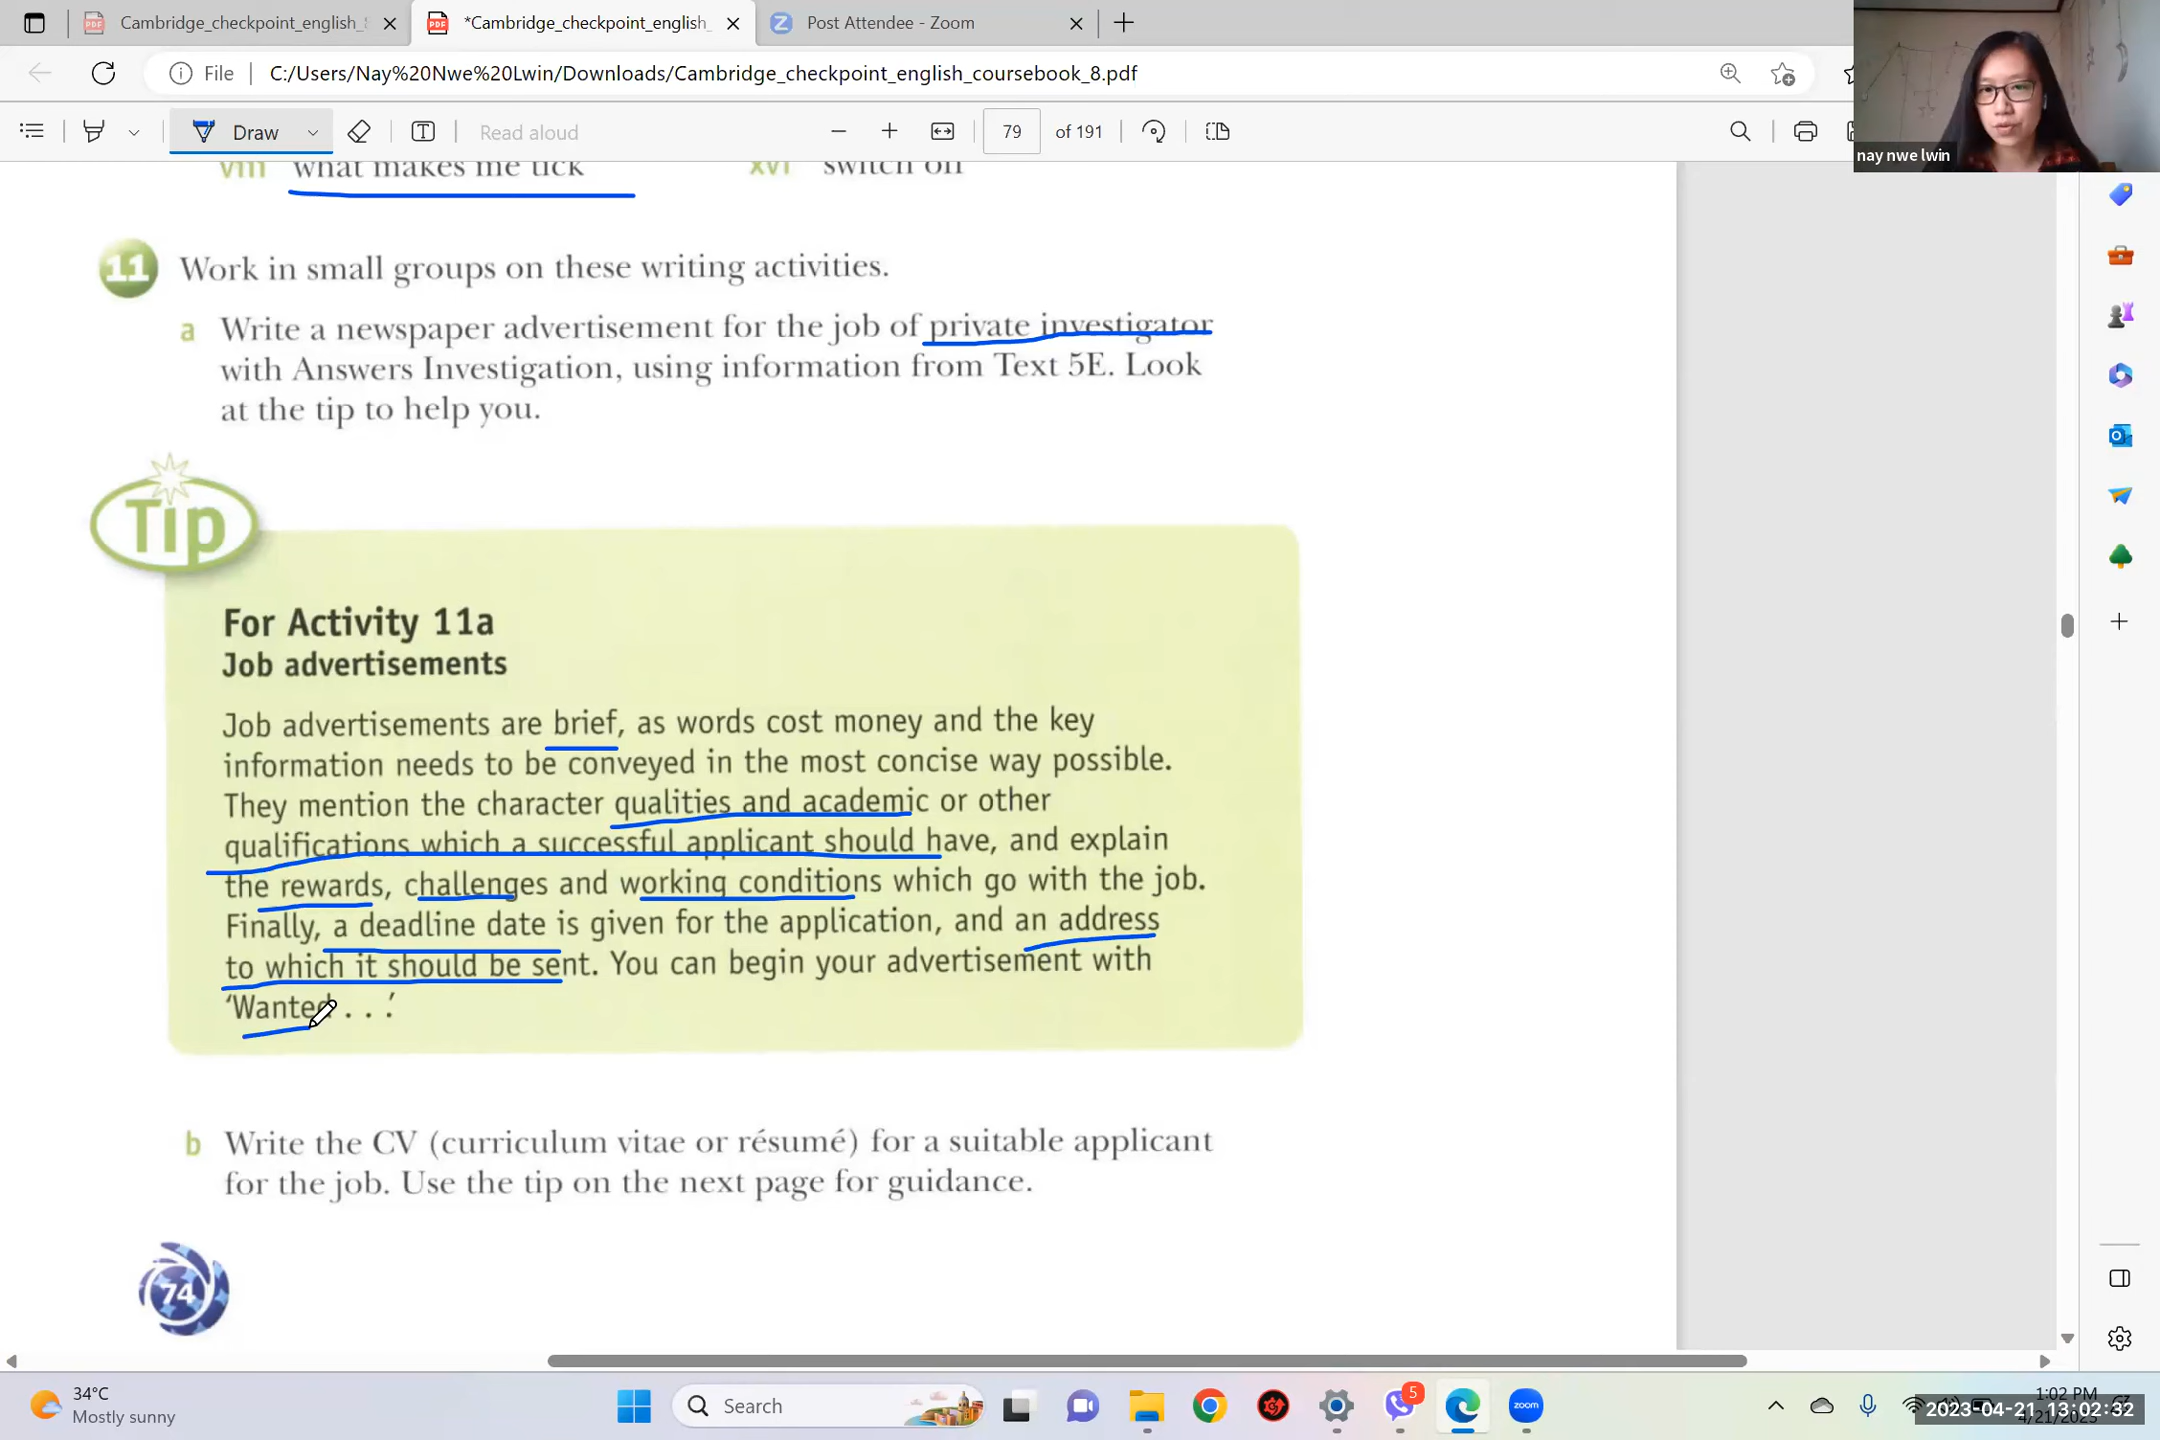 Cambridge_checkpoint_english_
*Cambridge_checkpoint_english_
Post Attendee - Zoom
File
C:/Users/Nay%20Nwe%20Lwin/Downloads/Cambridge_checkpoint_english_coursebook_8.pdf
nay nwe lwin
Draw
Read aloud
79
of 191
viii what makes me tick
xvi switch off
11 Work in small groups on these writing activities.
a Write a newspaper advertisement for the job of private investigator
with Answers Investigation, using information from Text 5E. Look
at the tip to help you.
Tip
For Activity 11a
Job advertisements
Job advertisements are brief, as words cost money and the key
information needs to be conveyed in the most concise way possible.
They mention the character qualities and academic or other
qualifications which a successful applicant should have, and explain
the rewards, challenges and working conditions which go with the job.
Finally, a deadline date is given for the application, and an address
to which it should be sent. You can begin your advertisement with
‘Wanted . . .’
b Write the CV (curriculum vitae or résumé) for a suitable applicant
for the job. Use the tip on the next page for guidance.
74
34°C
Mostly sunny
Search
5
zoom
1:02 PM
2023-04-21 13:02:32